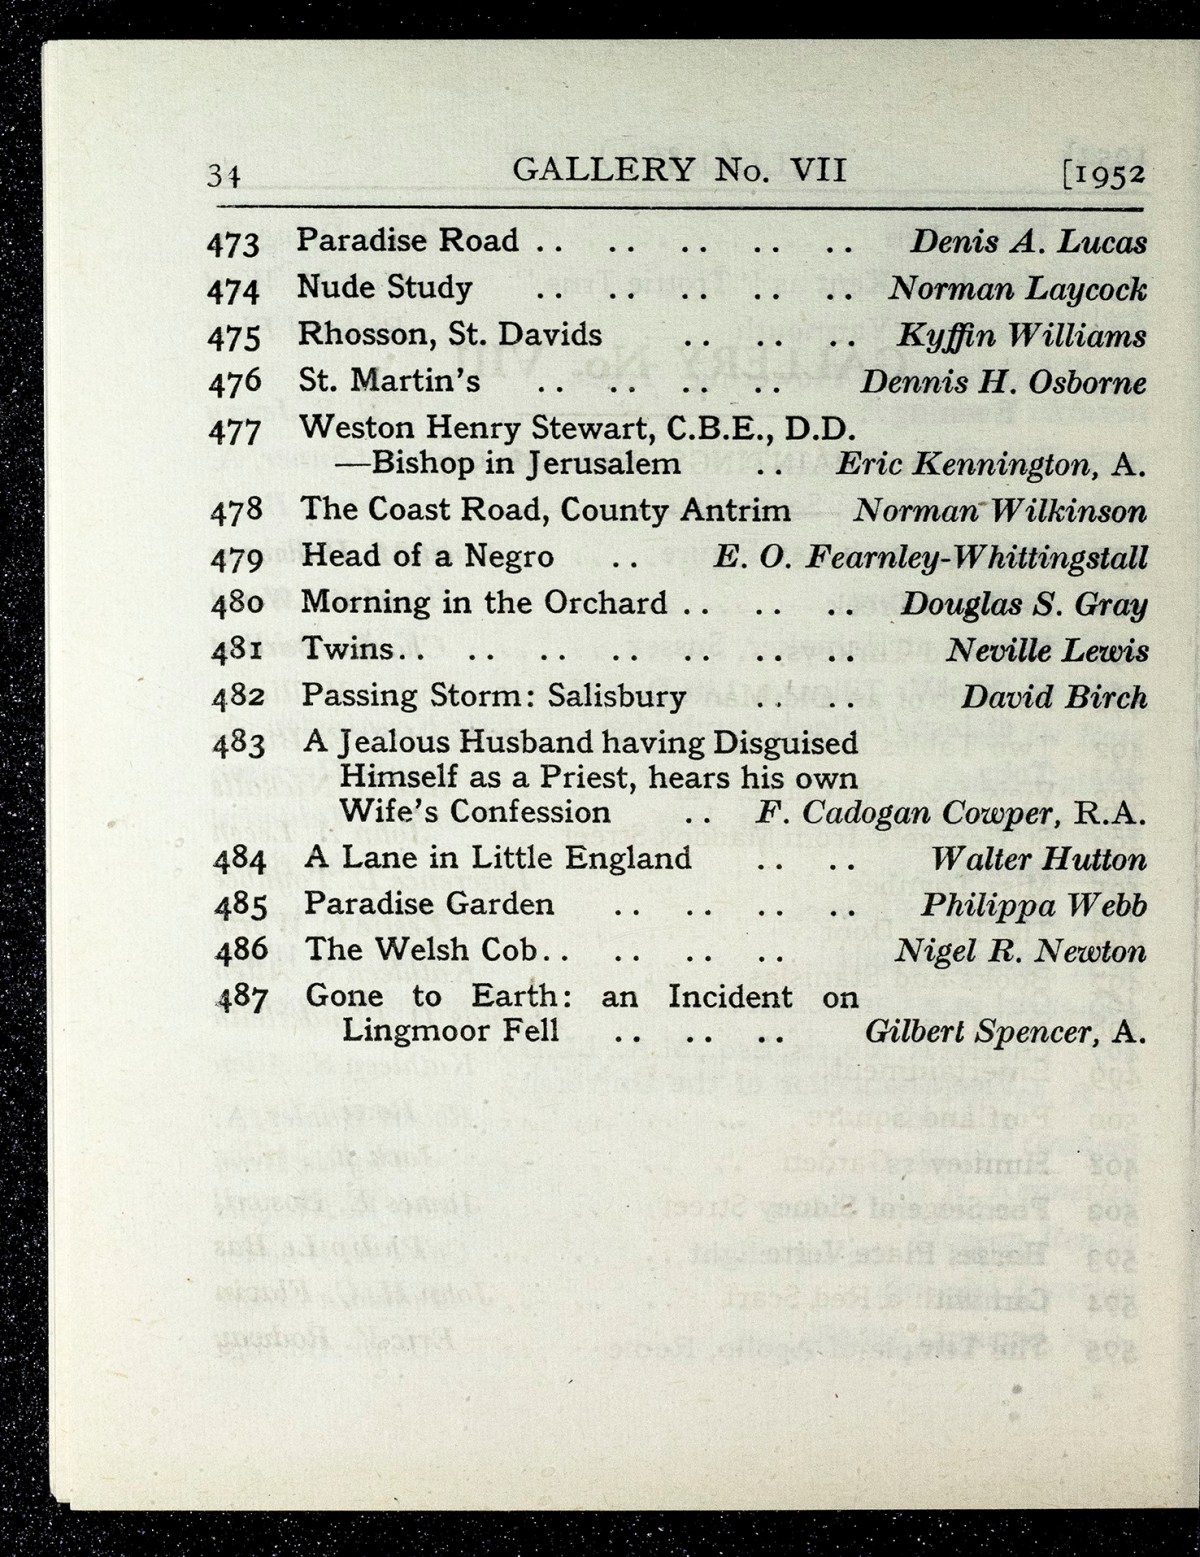 34 GALLERY No. VII [1952
473 Paradise Road .. .. .. .. .. Denis A. Lucas
474 Nude Study .. .. .. .. .. Norman Laycock
475 Rhosson, St. Davids .. .. .. Kyffin Williams
476 St. Martin's .. .. .. .. Dennis H. Osborne
477 Weston Henry Stewart, C.B.E., D.D.
—Bishop in Jerusalem .. Eric Kennington, A.
478 The Coast Road, County Antrim Norman Wilkinson
479 Head of a Negro .. E. O. Fearnley-Whittingstall
480 Morning in the Orchard .. .. .. Douglas S. Gray
481 Twins .. .. .. .. .. .. .. Neville Lewis
482 Passing Storm: Salisbury .. .. David Birch
483 A Jealous Husband having Disguised
Himself as a Priest, hears his own
Wife's Confession .. F. Cadogan Cowper, R.A.
484 A Lane in Little England .. .. Walter Hutton
485 Paradise Garden .. .. .. .. Philippa Webb
486 The Welsh Cob .. .. .. .. Nigel R. Newton
487 Gone to Earth: an Incident on
Lingmoor Fell .. .. .. Gilbert Spencer, A.